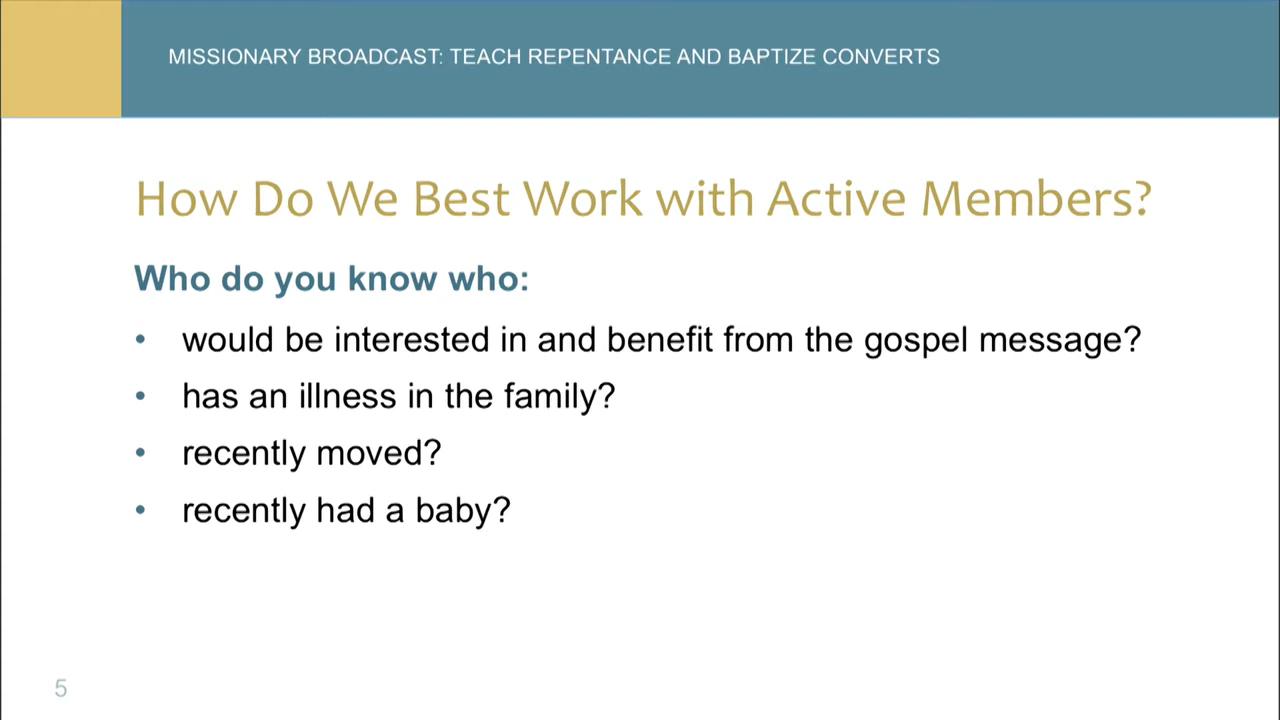 MISSIONARY BROADCAST: TEACH REPENTANCE AND BAPTIZE CONVERTS
How Do We Best Work with Active Members?
Who do you know who:
• would be interested in and benefit from the gospel message?
• has an illness in the family?
• recently moved?
• recently had a baby?
5